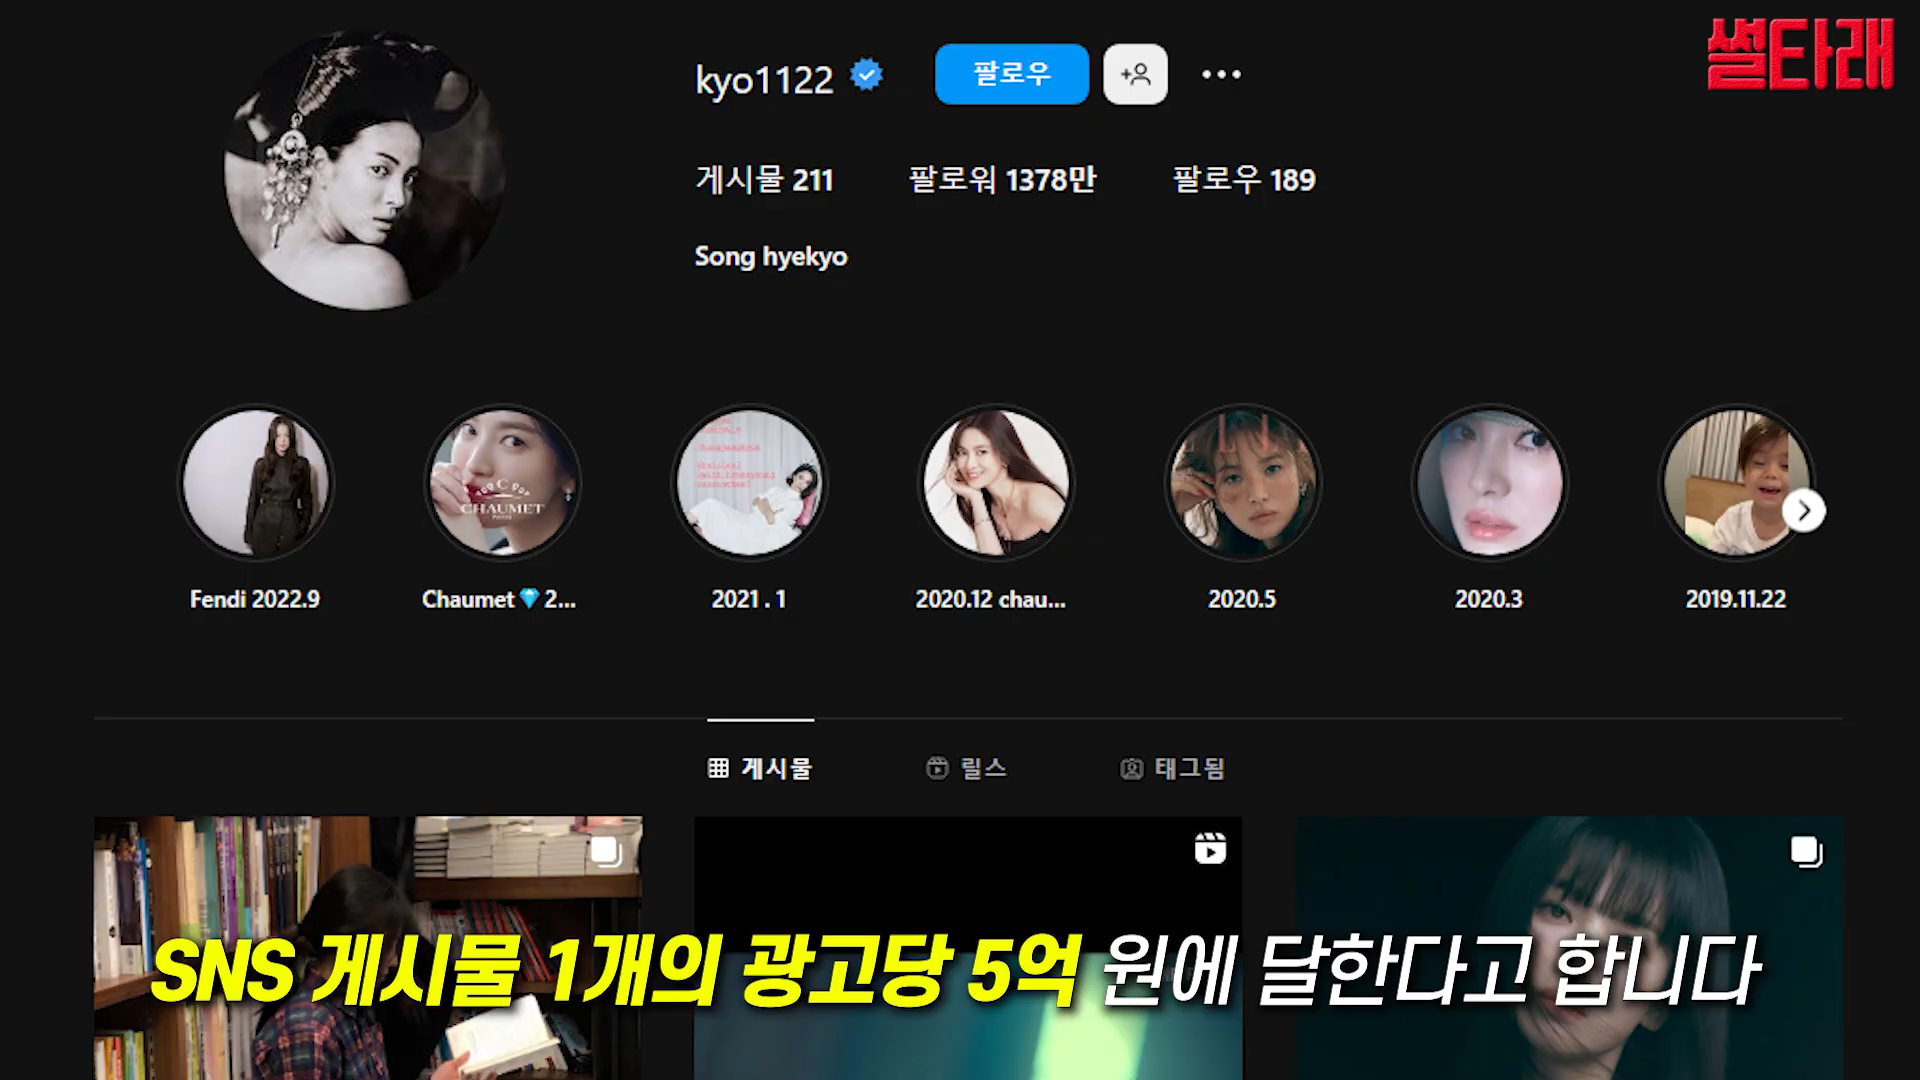 썰타래
kyo1122
팔로우
게시물 211
팔로워 1378만
팔로우 189
Song hyekyo
CHAUMET
Fendi 2022.9
Chaumet💎2...
2021 . 1
2020.12 chau...
2020.5
2020.3
2019.11.22
게시물
릴스
태그됨
SNS 게시물 1개의 광고당 5억 원에 달한다고 합니다